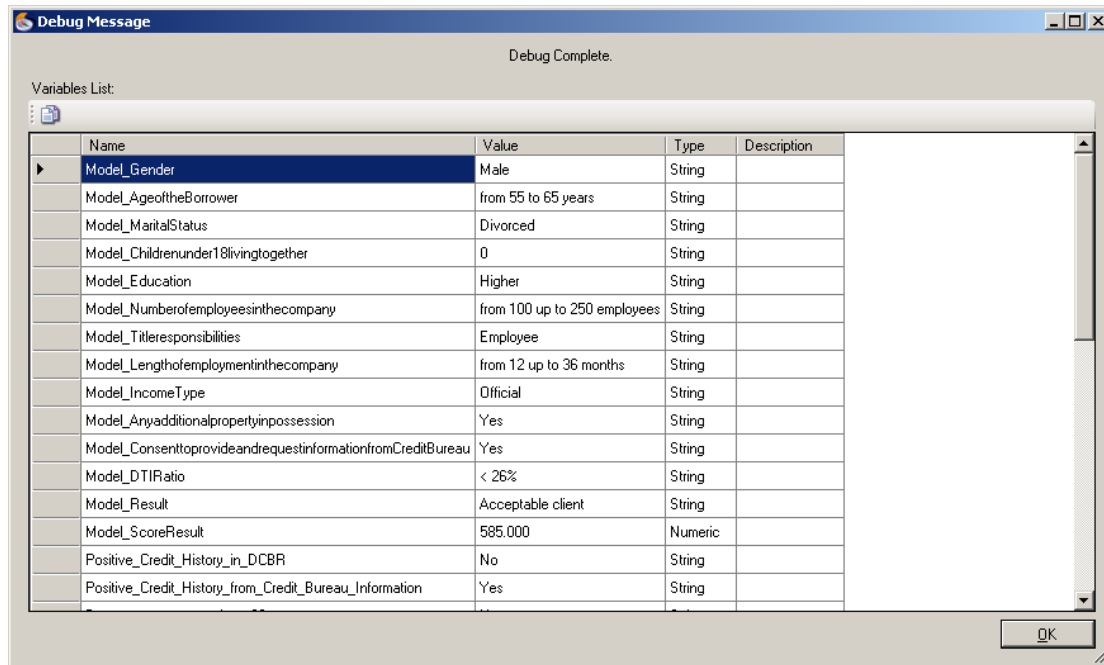 Debug Message
Debug Complete.
Variables List:
Name Value Type Description
Model_Gender Male String
Model_AgeoftheBorrower from 55 to 65 years String
Model_MaritalStatus Divorced String
Model_Childrenunder18livingtogether 0 String
Model_Education Higher String
Model_Numberofemployeesinthecompany from 100 up to 250 employees String
Model_Titleresponsibilities Employee String
Model_Lengthofemploymentinthecompany from 12 up to 36 months String
Model_IncomeType Official String
Model_Anyadditionalpropertyinpossession Yes String
Model_ConsenttoprovideandrequestinformationfromCreditBureau Yes String
Model_DTIRatio < 26% String
Model_Result Acceptable client String
Model_ScoreResult 585.000 Numeric
Positive_Credit_History_in_DCBR No String
Positive_Credit_History_from_Credit_Bureau_Information Yes String
OK